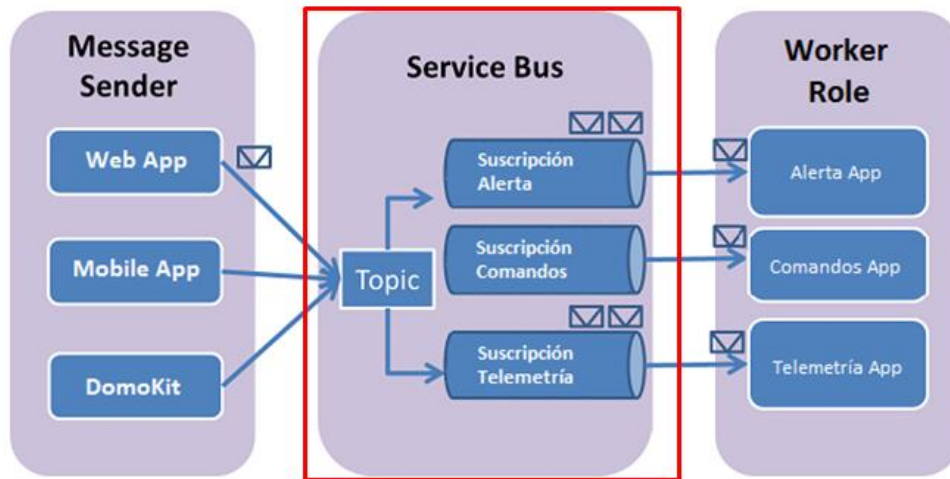 Message
Sender
Web App
Mobile App
DomoKit
Service Bus
Topic
Suscripción
Alerta
Suscripción
Comandos
Suscripción
Telemetría
Worker
Role
Alerta App
Comandos App
Telemetría App